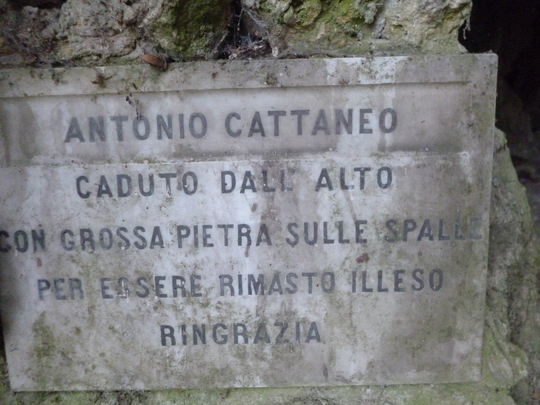 ANTONIO CATTANEO
CADUTO DALL' ALTO
CON GROSSA PIETRA SULLE SPALLE
PER ESSERE RIMASTO ILLESO
RINGRAZIA